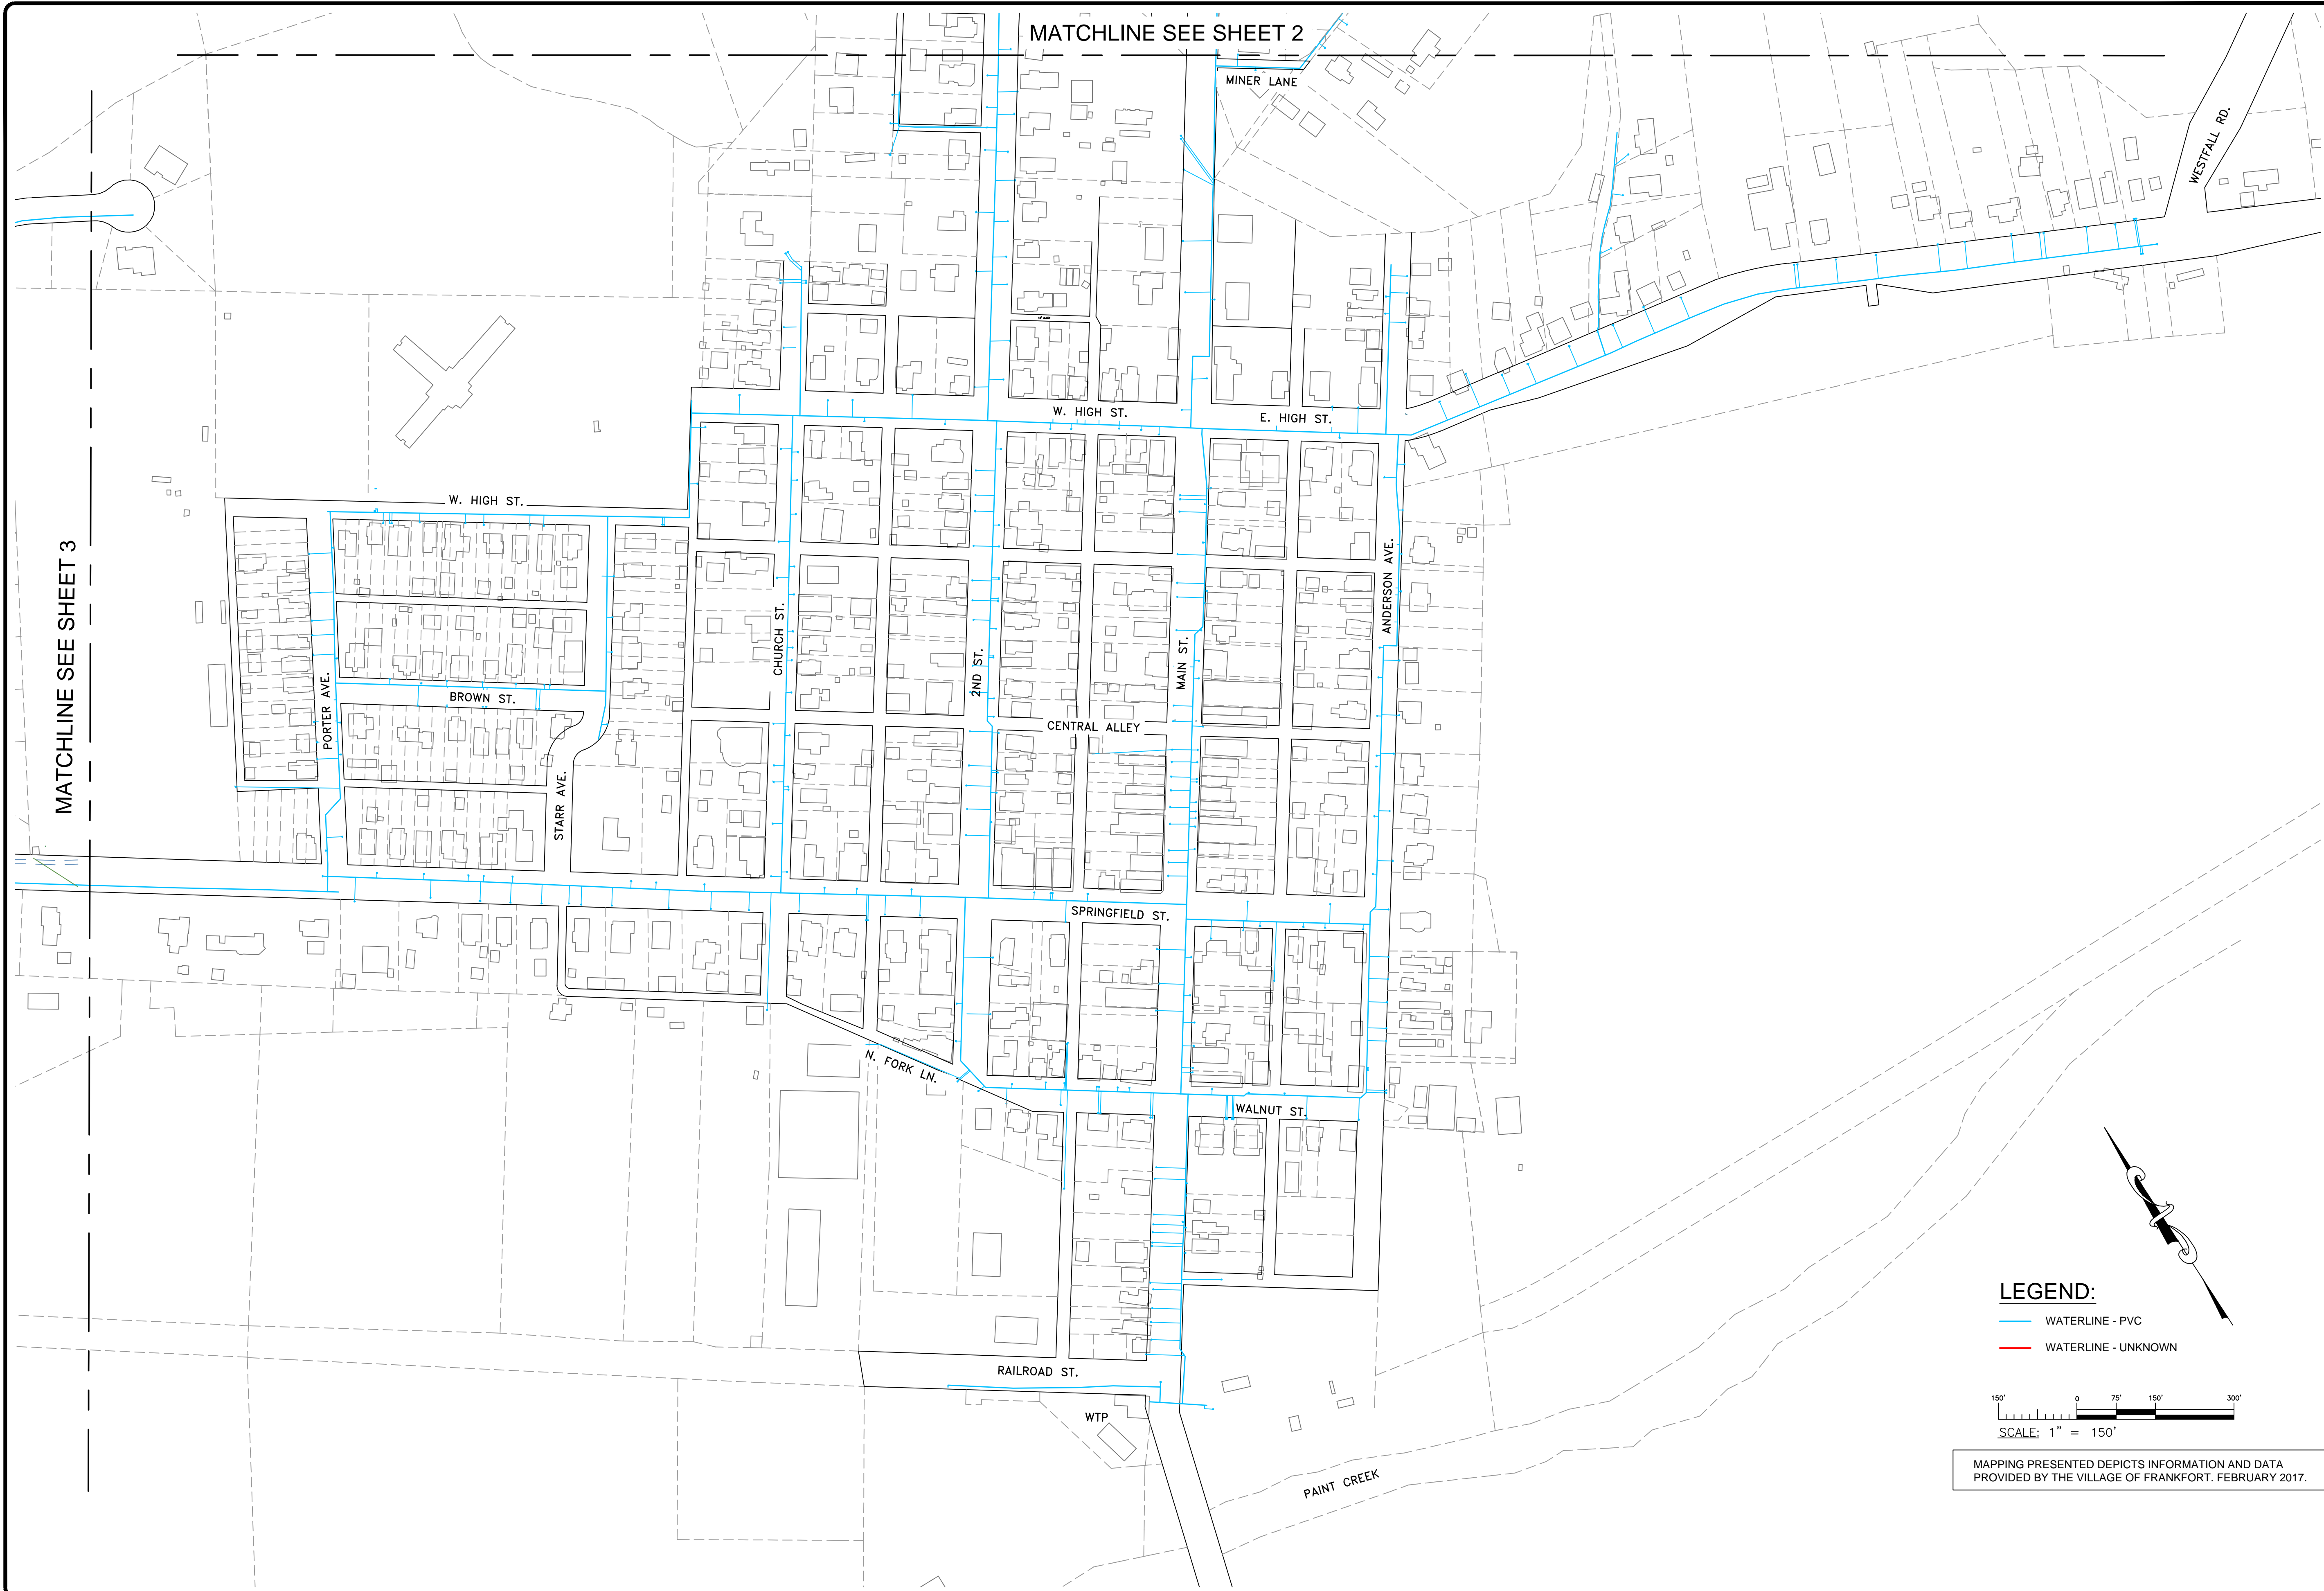 MATCHLINE SEE SHEET 2
MINER LANE
WESTFALL RD.
W. HIGH ST.
E. HIGH ST.
W. HIGH ST.
MATCHLINE SEE SHEET 3
ANDERSON AVE.
CHURCH ST.
2ND ST.
MAIN ST.
PORTER AVE.
BROWN ST.
CENTRAL ALLEY
STARR AVE.
SPRINGFIELD ST.
N. FORK LN.
WALNUT ST.
RAILROAD ST.
WTP
PAINT CREEK
LEGEND:
WATERLINE - PVC
WATERLINE - UNKNOWN
150' 0 75' 150' 300'
SCALE: 1" = 150'
MAPPING PRESENTED DEPICTS INFORMATION AND DATA
PROVIDED BY THE VILLAGE OF FRANKFORT. FEBRUARY 2017.